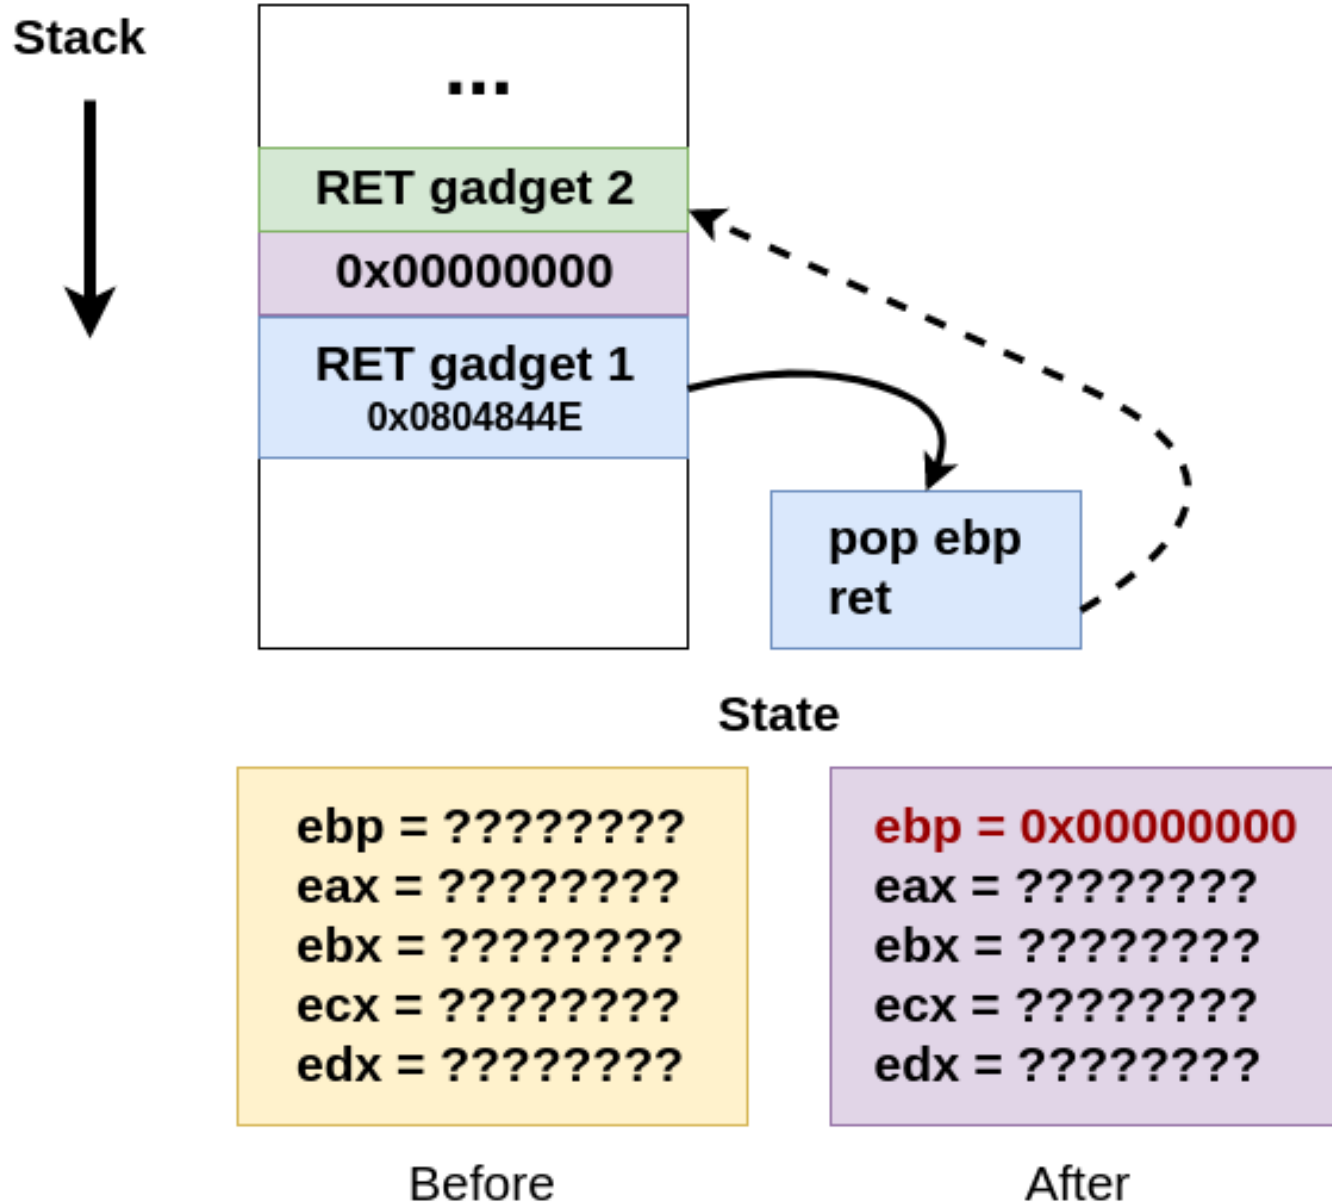 Stack
...
RET gadget 2
0x00000000
RET gadget 1
0x0804844E
pop ebp
ret
State
ebp = ????????
eax = ????????
ebx = ????????
ecx = ????????
edx = ????????
Before
ebp = 0x00000000
eax = ????????
ebx = ????????
ecx = ????????
edx = ????????
After